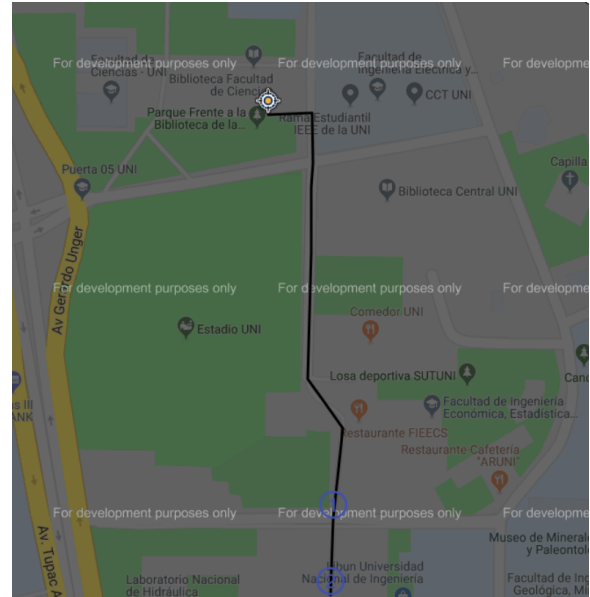 For development purposes only
For development purposes only
For developme
Facultad de
Ciencias - UNI
Facultad de
Ingeniería Eléctrica y...
Biblioteca Facultad
de Ciencia
CCT UNI
Parque Frente a la
Biblioteca de la...
Rama Estudiantil
IEEE de la UNI
Puerta 05 UNI
Capilla
Biblioteca Central UNI
Av Gerardo Unger
For development purposes only
For development purposes only
For developme
Comedor UNI
Estadio UNI
Losa deportiva SUTUNI
Cano
s III
ANK
Facultad de Ingeniería
Económica, Estadística...
Restaurante FIEECS
Restaurante-Cafetería
"ARUNI"
For development purposes only
For development purposes only
For developme
Av. Tupac A
Museo de Minerale
y Paleontol
Laboratorio Nacional
de Hidráulica
Universidad
Nacional de Ingeniería
Facultad de Ing
Geológica, Mi